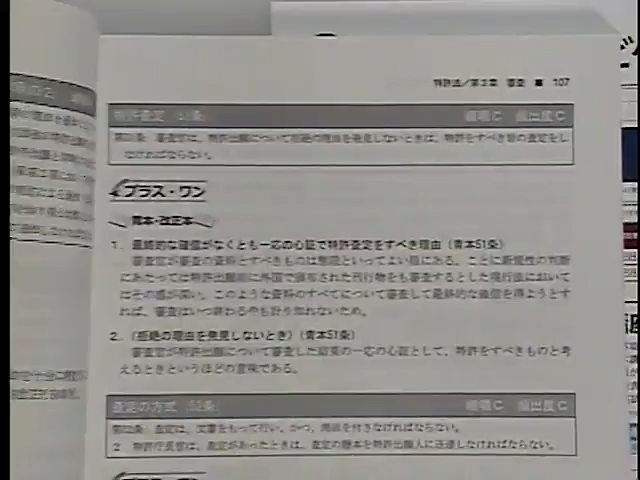 特許法／第3章 審査 ■ 107
特許査定 51条 重要C 頻出度C
第51条 審査官は、特許出願について拒絶の理由を発見しないときは、特許をすべき旨の査定をし
なければならない。
プラス・ワン
青本・改正本
1．最終的な確信がなくとも一応の心証で特許査定をすべき理由（青本51条）
審査官が審査の資料とすべきものは無限といってよい程にある。ことに新規性の判断
にあたっては特許出願前に外国で頒布された刊行物をも審査するとした現行法において
はその感が深い。このような資料のすべてについて審査して最終的な確信を得ようとす
れば、審査はいつ終わるや計り知れないため。
2．（拒絶の理由を発見しないとき）（青本51条）
審査官が特許出願について審査した結果の一応の心証として、特許をすべきものと考
えるときというほどの意味である。
査定の方式 52条 C 頻出度C
第52条 査定は、文書をもって行い、かつ、理由を付さなければならない。
2 特許庁長官は、査定があったときは、査定の謄本を特許出願人に送達しなければならない。